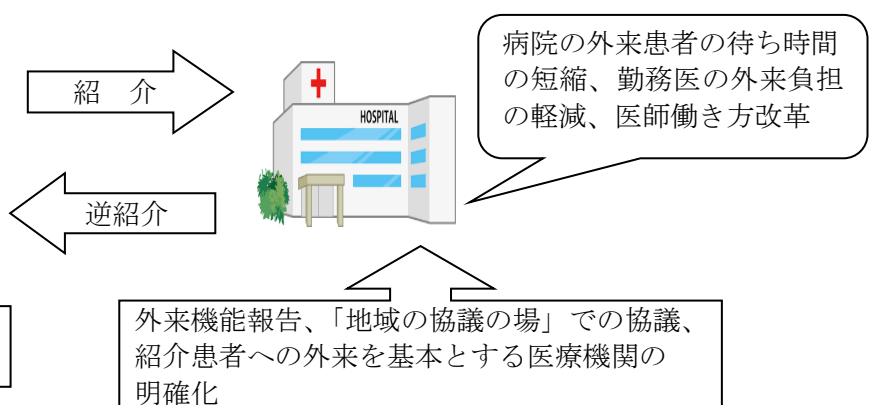 紹　介
HOSPITAL
病院の外来患者の待ち時間
の短縮、勤務医の外来負担
の軽減、医師働き方改革
逆紹介
外来機能報告、「地域の協議の場」での協議、
紹介患者への外来を基本とする医療機関の
明確化